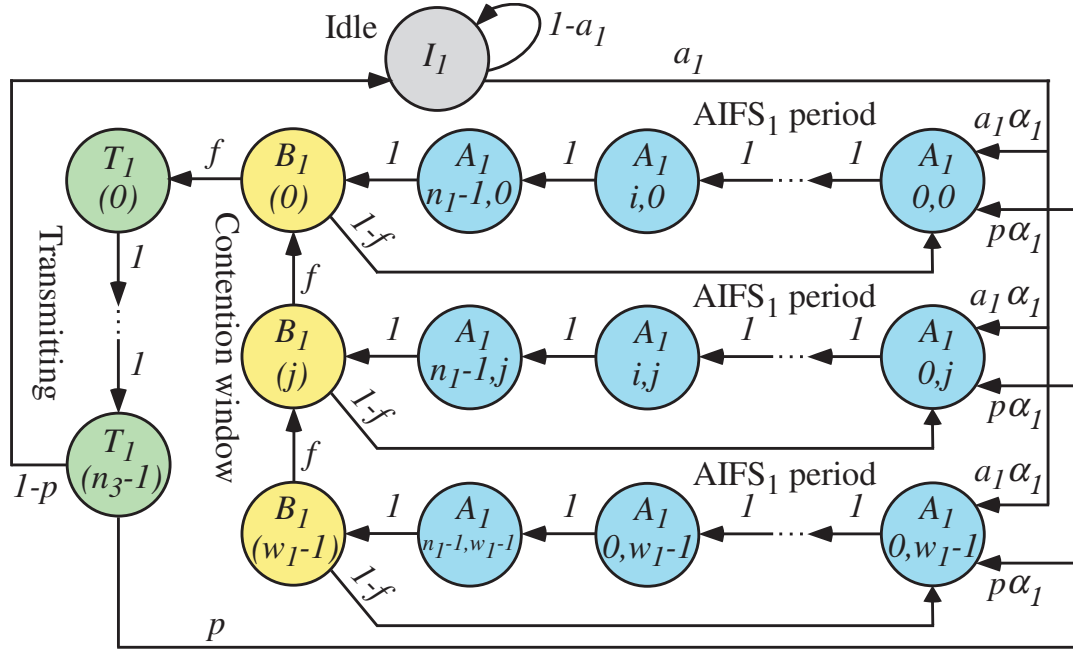 Idle
I₁
1-a₁
a₁
AIFS₁ period
a₁α₁
T₁
(0)
f
B₁
(0)
1
A₁
n₁-1,0
1
A₁
i,0
1
...
1
A₁
0,0
pα₁
1-f
Transmitting
1
...
1
Contention window
f
AIFS₁ period
a₁α₁
B₁
(j)
1
A₁
n₁-1,j
1
A₁
i,j
1
...
1
A₁
0,j
pα₁
1-f
T₁
(n₃-1)
1-p
f
AIFS₁ period
a₁α₁
B₁
(w₁-1)
1
A₁
n₁-1,w₁-1
1
A₁
0,w₁-1
1
...
1
A₁
0,w₁-1
pα₁
1-f
p